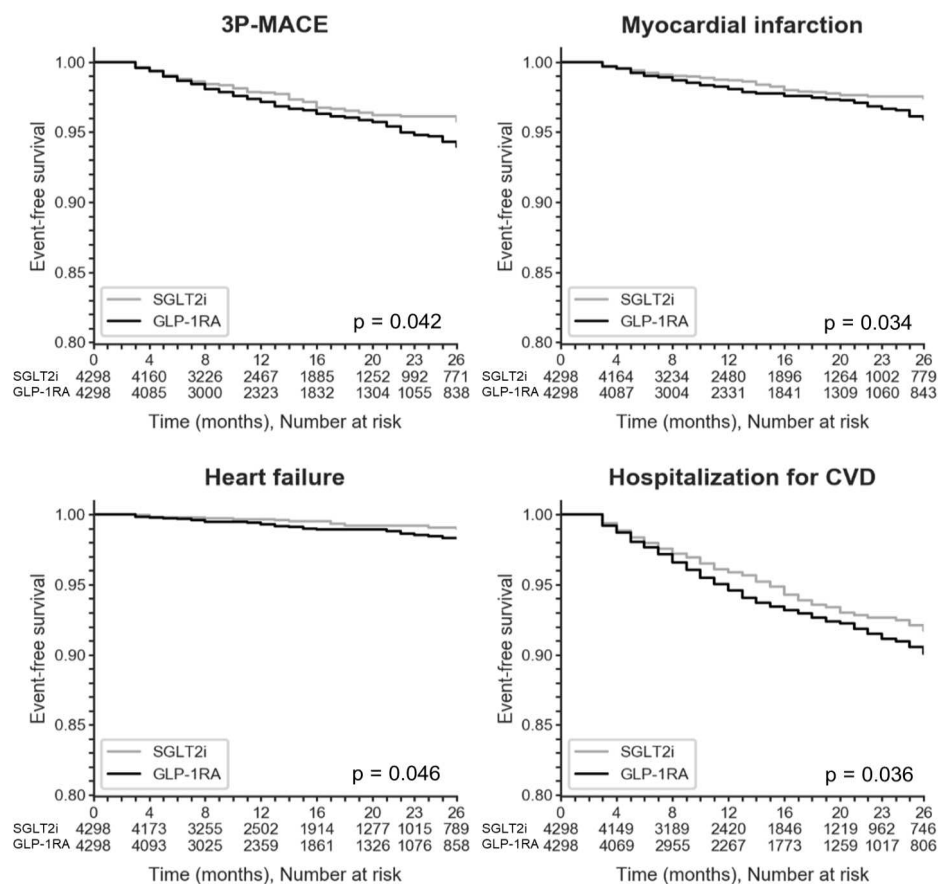 3P-MACE
Event-free survival
1.00
0.95
0.90
0.85
0.80
SGLT2i
GLP-1RA
p = 0.042
0 4 8 12 16 20 23 26
SGLT2i 4298 4160 3226 2467 1885 1252 992 771
GLP-1RA 4298 4085 3000 2323 1832 1304 1055 838
Time (months), Number at risk
Myocardial infarction
Event-free survival
1.00
0.95
0.90
0.85
0.80
SGLT2i
GLP-1RA
p = 0.034
0 4 8 12 16 20 23 26
SGLT2i 4298 4164 3234 2480 1896 1264 1002 779
GLP-1RA 4298 4087 3004 2331 1841 1309 1060 843
Time (months), Number at risk
Heart failure
Event-free survival
1.00
0.95
0.90
0.85
0.80
SGLT2i
GLP-1RA
p = 0.046
0 4 8 12 16 20 23 26
SGLT2i 4298 4173 3255 2502 1914 1277 1015 789
GLP-1RA 4298 4093 3025 2359 1861 1326 1076 858
Time (months), Number at risk
Hospitalization for CVD
Event-free survival
1.00
0.95
0.90
0.85
0.80
SGLT2i
GLP-1RA
p = 0.036
0 4 8 12 16 20 23 26
SGLT2i 4298 4149 3189 2420 1846 1219 962 746
GLP-1RA 4298 4069 2955 2267 1773 1259 1017 806
Time (months), Number at risk